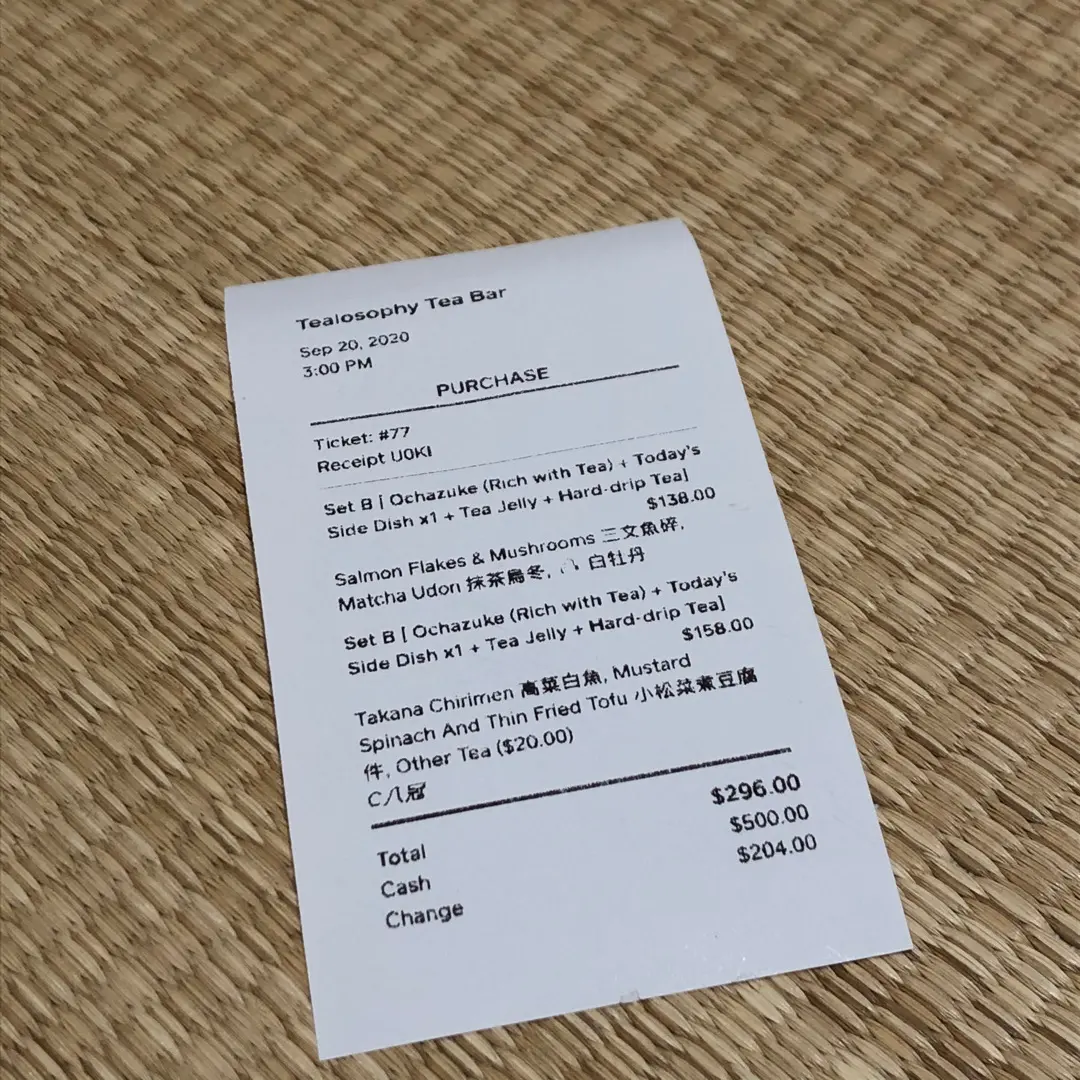 Tealosophy Tea Bar
Sep 20, 2020
3:00 PM
PURCHASE
Ticket: #77
Receipt UOKI
Set B [ Ochazuke (Rich with Tea) + Today's
Side Dish x1 + Tea Jelly + Hard-drip Tea]
$138.00
Salmon Flakes & Mushrooms 三文魚碎,
Matcha Udon 抹茶烏冬, 白牡丹
Set B [ Ochazuke (Rich with Tea) + Today's
Side Dish x1 + Tea Jelly + Hard-drip Tea]
$158.00
Takana Chirimen 高菜白魚, Mustard
Spinach And Thin Fried Tofu 小松菜煮豆腐
件, Other Tea ($20.00)
C八冠
Total $296.00
Cash $500.00
Change $204.00